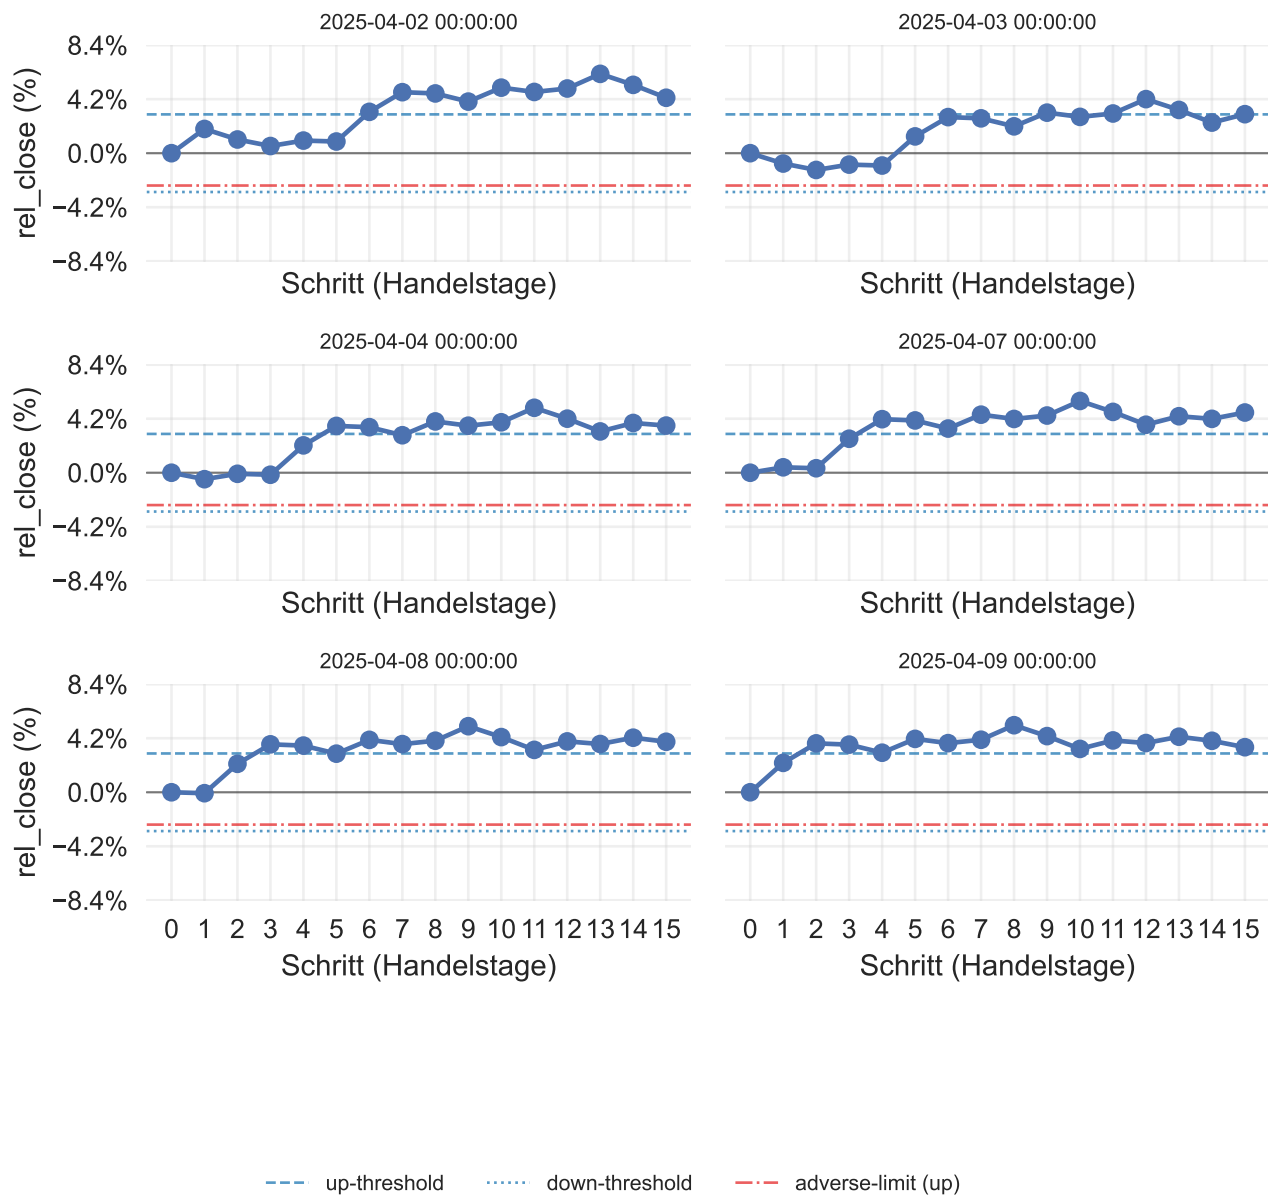 2025-04-02 00:00:00
2025-04-03 00:00:00
rel_close (%)
8.4%
4.2%
0.0%
−4.2%
−8.4%
Schritt (Handelstage)
Schritt (Handelstage)
2025-04-04 00:00:00
2025-04-07 00:00:00
rel_close (%)
8.4%
4.2%
0.0%
−4.2%
−8.4%
Schritt (Handelstage)
Schritt (Handelstage)
2025-04-08 00:00:00
2025-04-09 00:00:00
rel_close (%)
8.4%
4.2%
0.0%
−4.2%
−8.4%
0 1 2 3 4 5 6 7 8 9 10 11 12 13 14 15
0 1 2 3 4 5 6 7 8 9 10 11 12 13 14 15
Schritt (Handelstage)
Schritt (Handelstage)
up-threshold down-threshold adverse-limit (up)